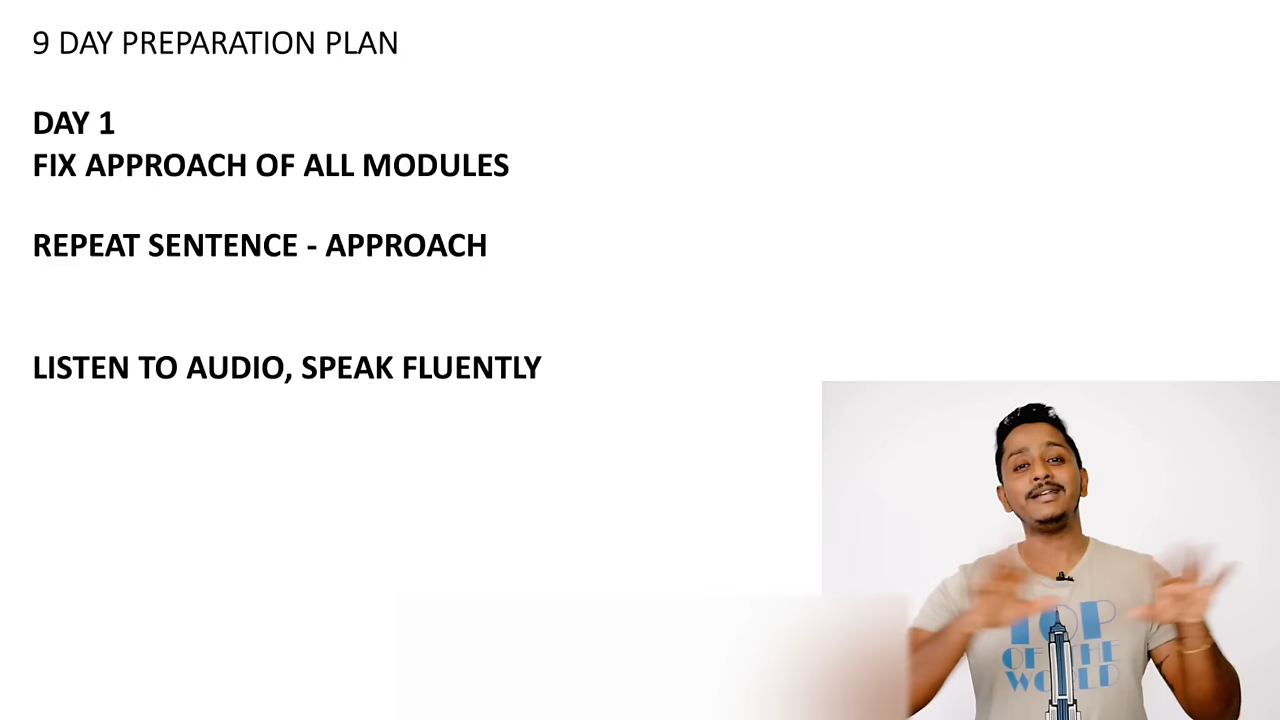 9 DAY PREPARATION PLAN
DAY 1
FIX APPROACH OF ALL MODULES
REPEAT SENTENCE - APPROACH
LISTEN TO AUDIO, SPEAK FLUENTLY
TOP
OF THE
WORLD